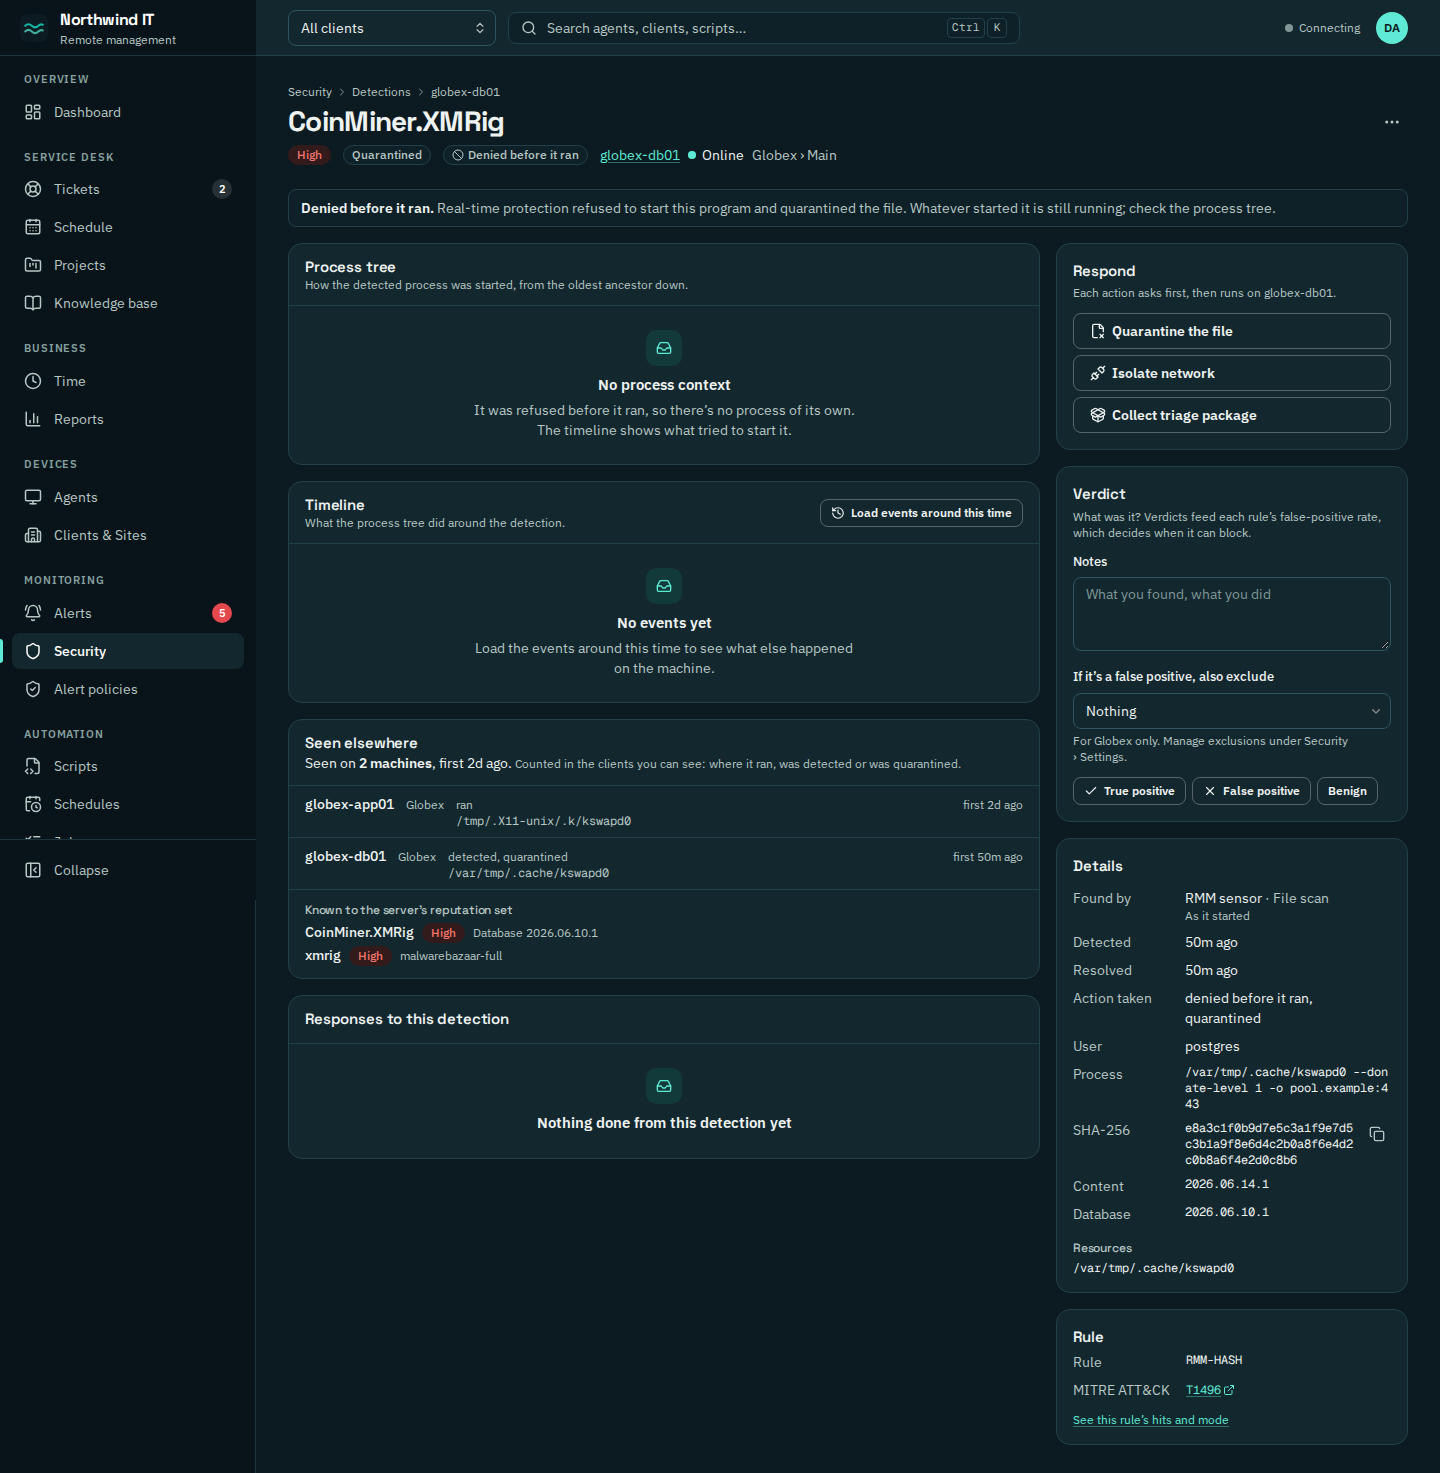 Northwind IT
Remote management
All clients
Search agents, clients, scripts...
Ctrl K
Connecting
DA
OVERVIEW
Dashboard
SERVICE DESK
Tickets 2
Schedule
Projects
Knowledge base
BUSINESS
Time
Reports
DEVICES
Agents
Clients & Sites
MONITORING
Alerts 5
Security
Alert policies
AUTOMATION
Scripts
Schedules
Collapse
Security › Detections › globex-db01
CoinMiner.XMRig
High Quarantined Denied before it ran globex-db01 Online Globex › Main
Denied before it ran. Real-time protection refused to start this program and quarantined the file. Whatever started it is still running; check the process tree.
Process tree
How the detected process was started, from the oldest ancestor down.
No process context
It was refused before it ran, so there's no process of its own.
The timeline shows what tried to start it.
Timeline
What the process tree did around the detection.
Load events around this time
No events yet
Load the events around this time to see what else happened
on the machine.
Seen elsewhere
Seen on 2 machines, first 2d ago. Counted in the clients you can see: where it ran, was detected or was quarantined.
globex-app01 Globex ran first 2d ago
/tmp/.X11-unix/.k/kswapd0
globex-db01 Globex detected, quarantined first 50m ago
/var/tmp/.cache/kswapd0
Known to the server's reputation set
CoinMiner.XMRig High Database 2026.06.10.1
xmrig High malwarebazaar-full
Responses to this detection
Nothing done from this detection yet
Respond
Each action asks first, then runs on globex-db01.
Quarantine the file
Isolate network
Collect triage package
Verdict
What was it? Verdicts feed each rule's false-positive rate,
which decides when it can block.
Notes
What you found, what you did
If it's a false positive, also exclude
Nothing
For Globex only. Manage exclusions under Security
› Settings.
True positive False positive Benign
Details
Found by RMM sensor · File scan
As it started
Detected 50m ago
Resolved 50m ago
Action taken denied before it ran,
quarantined
User postgres
Process /var/tmp/.cache/kswapd0 --don
ate-level 1 -o pool.example:4
43
SHA-256 e8a3c1f0b9d7e5c3a1f9e7d5
c3b1a9f8e6d4c2b0a8f6e4d2
c0b8a6f4e2d0c8b6
Content 2026.06.14.1
Database 2026.06.10.1
Resources
/var/tmp/.cache/kswapd0
Rule
Rule RMM-HASH
MITRE ATT&CK T1496
See this rule's hits and mode